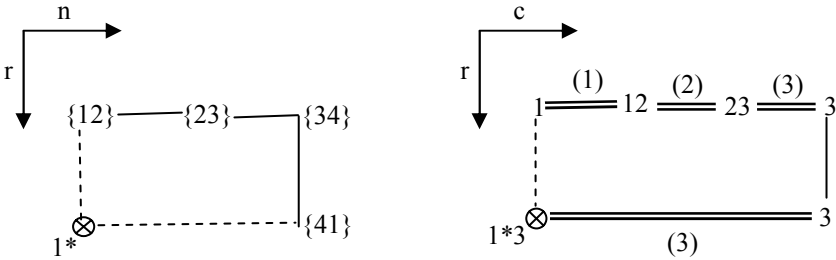 n
r
{12} {23} {34}
1* {41}
c
r
(1) (2) (3)
1 12 23 3
1*3 3
(3)